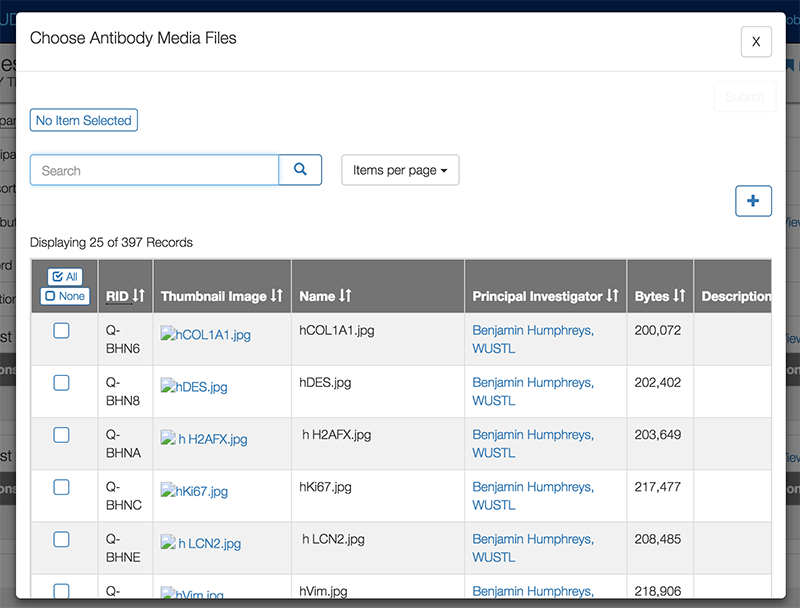 Choose Antibody Media Files
X
Submit
No Item Selected
Search
Items per page
+
Displaying 25 of 397 Records
All
None
RID
Thumbnail Image
Name
Principal Investigator
Bytes
Description
Q-
BHN6
hCOL1A1.jpg
hCOL1A1.jpg
Benjamin Humphreys,
WUSTL
200,072
Q-
BHN8
hDES.jpg
hDES.jpg
Benjamin Humphreys,
WUSTL
202,402
Q-
BHNA
h H2AFX.jpg
h H2AFX.jpg
Benjamin Humphreys,
WUSTL
203,649
Q-
BHNC
hKi67.jpg
hKi67.jpg
Benjamin Humphreys,
WUSTL
217,477
Q-
BHNE
h LCN2.jpg
h LCN2.jpg
Benjamin Humphreys,
WUSTL
208,485
Q-
hVim.jpg
hVim.jpg
Benjamin Humphreys,
218,906